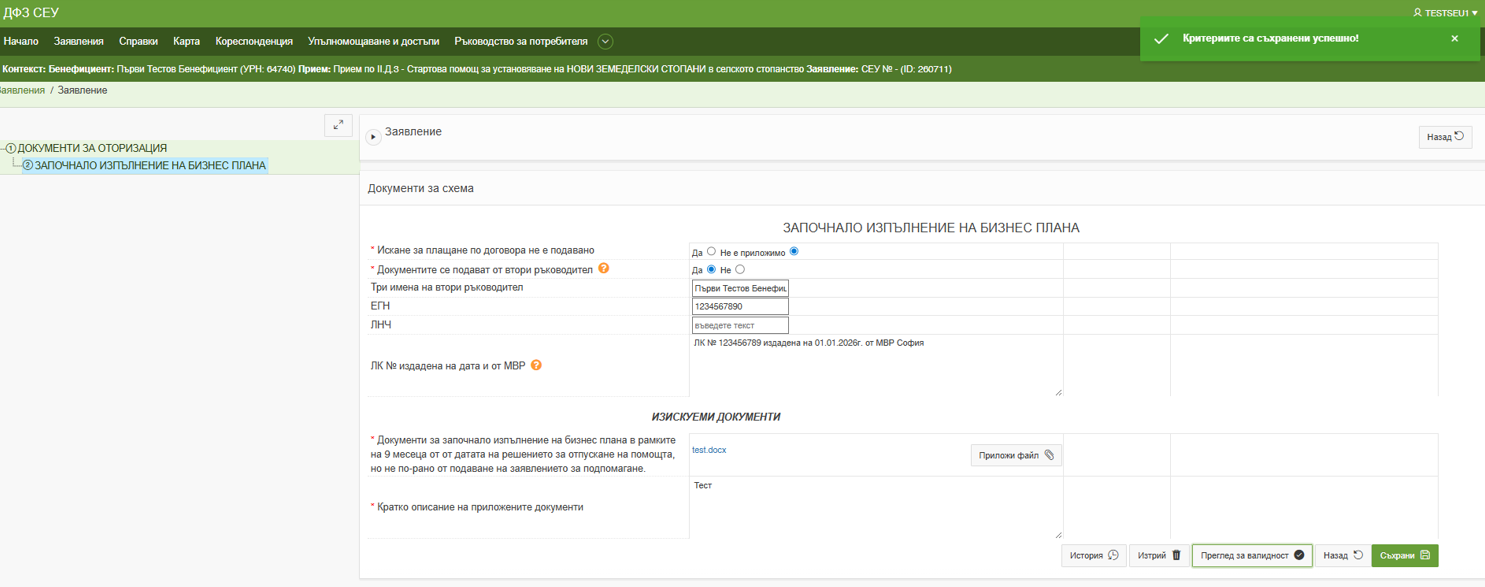 ДФЗ СЕУ
TESTSEU1
Начало Заявления Справки Карта Кореспонденция Упълномощаване и достъпи Ръководство за потребителя
Критериите са съхранени успешно!
Контекст: Бенефициент: Първи Тестов Бенефициент (УРН: 64740) Прием: Прием по II.Д.3 - Стартова помощ за установяване на НОВИ ЗЕМЕДЕЛСКИ СТОПАНИ в селското стопанство Заявление: СЕУ № - (ID: 260711)
Заявления / Заявление
Заявление
Назад
1 ДОКУМЕНТИ ЗА ОТОРИЗАЦИЯ
2 ЗАПОЧНАЛО ИЗПЪЛНЕНИЕ НА БИЗНЕС ПЛАНА
Документи за схема
ЗАПОЧНАЛО ИЗПЪЛНЕНИЕ НА БИЗНЕС ПЛАНА
* Искане за плащане по договора не е подавано Да Не е приложимо
* Документите се подават от втори ръководител ? Да Не
Три имена на втори ръководител Първи Тестов Бенефиц
ЕГН 1234567890
ЛНЧ въведете текст
ЛК № издадена на дата и от МВР ? ЛК № 123456789 издадена на 01.01.2026г. от МВР София
ИЗИСКУЕМИ ДОКУМЕНТИ
* Документи за започнало изпълнение на бизнес плана в рамките
на 9 месеца от от датата на решението за отпускане на помощта,
но не по-рано от подаване на заявлението за подпомагане.
test.docx Приложи файл
* Кратко описание на приложените документи Тест
История Изтрий Преглед за валидност Назад Съхрани